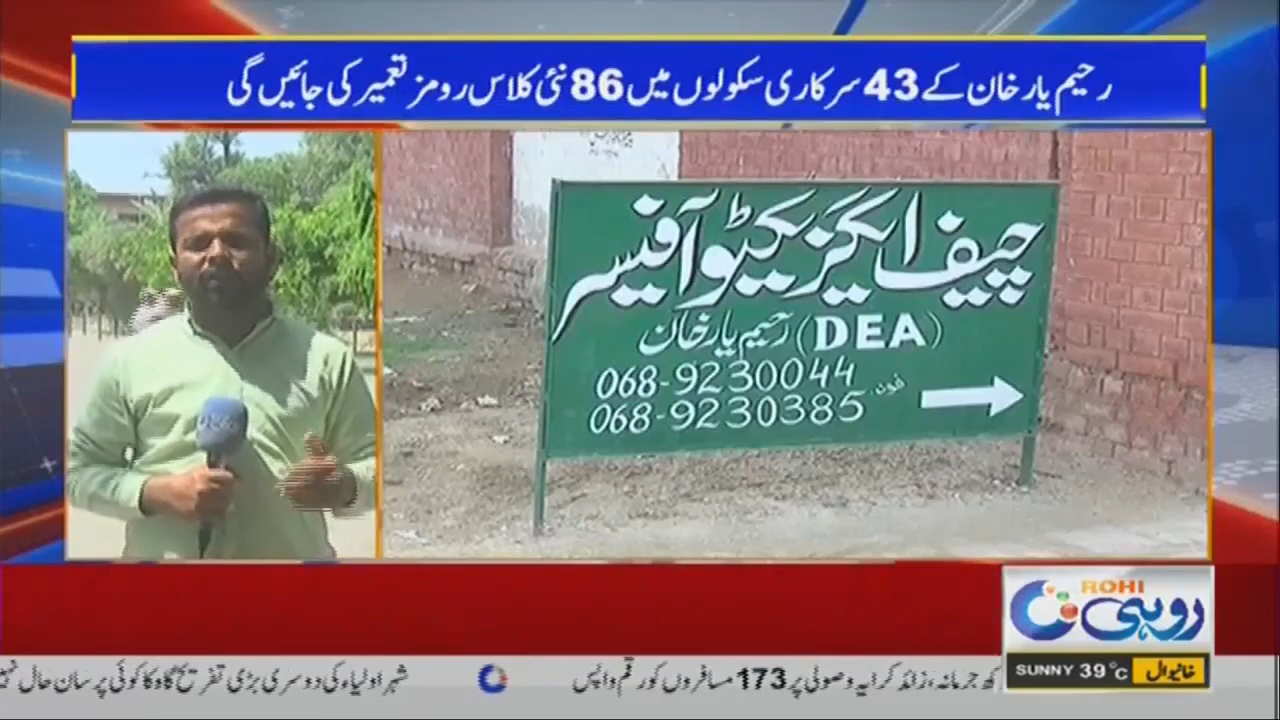 رحیم یار خان کے 43 سرکاری سکولوں میں 86 نئی کلاس رومز تعمیر کی جائیں گی
چیف ایگزیکٹو آفیسر
(DEA) رحیم یار خان
فون: 068-9230044
068-9230385
ROHI
روہی
SUNNY 39°C خانیوال
کھ جرمانہ، زائد کرایہ وصولی پر 173 مسافروں کو رقم واپس
شہر اولیاء کی دوسری بڑی تفریح گاہ کا کوئی پرسان حال نہیں